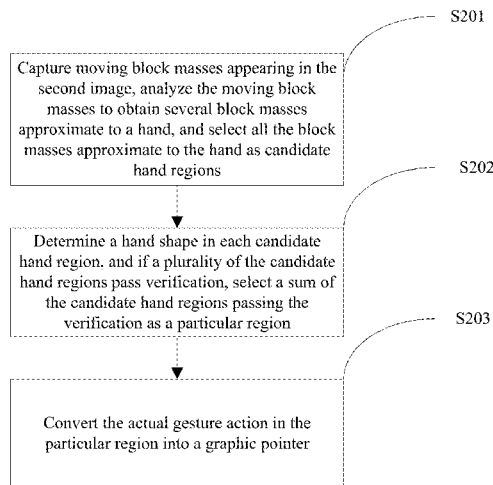 S201
Capture moving block masses appearing in the
second image, analyze the moving block
masses to obtain several block masses
approximate to a hand, and select all the block
masses approximate to the hand as candidate
hand regions
S202
Determine a hand shape in each candidate
hand region, and if a plurality of the candidate
hand regions pass verification, select a sum of
the candidate hand regions passing the
verification as a particular region
S203
Convert the actual gesture action in the
particular region into a graphic pointer